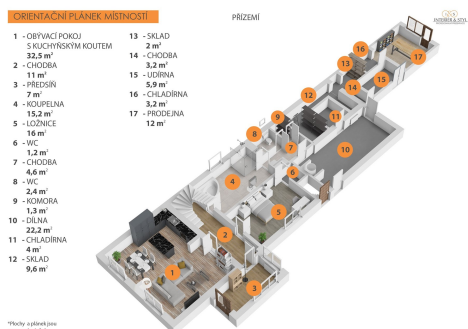 ORIENTAČNÍ PLÁNEK MÍSTNOSTÍ
PŘÍZEMÍ
INTERIER & STYL
1 - OBÝVACÍ POKOJ
S KUCHYŇSKÝM KOUTEM
32,5 m²
2 - CHODBA
11 m²
3 - PŘEDSÍŇ
7 m²
4 - KOUPELNA
15,2 m²
5 - LOŽNICE
16 m²
6 - WC
1,2 m²
7 - CHODBA
4,6 m²
8 - WC
2,4 m²
9 - KOMORA
1,3 m²
10 - DÍLNA
22,2 m²
11 - CHLADÍRNA
4 m²
12 - SKLAD
9,6 m²
13 - SKLAD
2 m²
14 - CHODBA
3,2 m²
15 - UDÍRNA
5,9 m²
16 - CHLADÍRNA
3,2 m²
17 - PRODEJNA
12 m²
16
17
13
14
15
12
9
11
8
7
10
6
4
5
2
1
3
*Plochy a plánek jsou